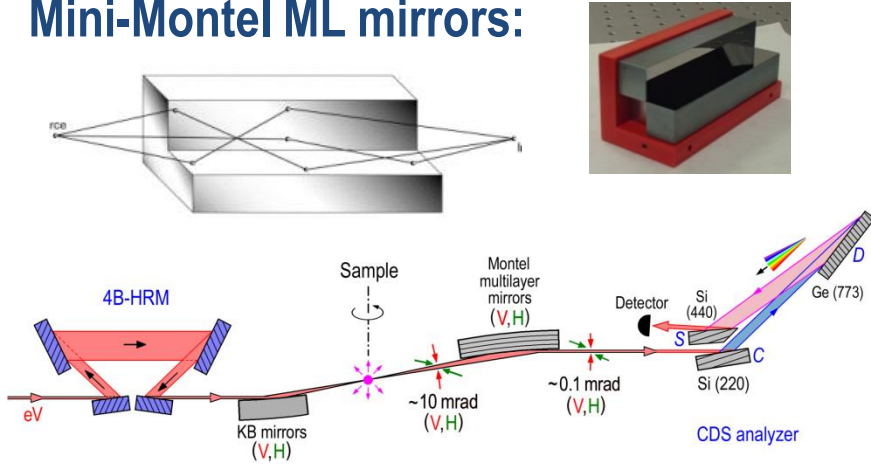 Mini-Montel ML mirrors:
rce
4B-HRM
eV
KB mirrors
(V,H)
Sample
~10 mrad
(V,H)
Montel
multilayer
mirrors
(V,H)
~0.1 mrad
(V,H)
Detector
Si
(440)
S
C
Si (220)
D
Ge (773)
CDS analyzer